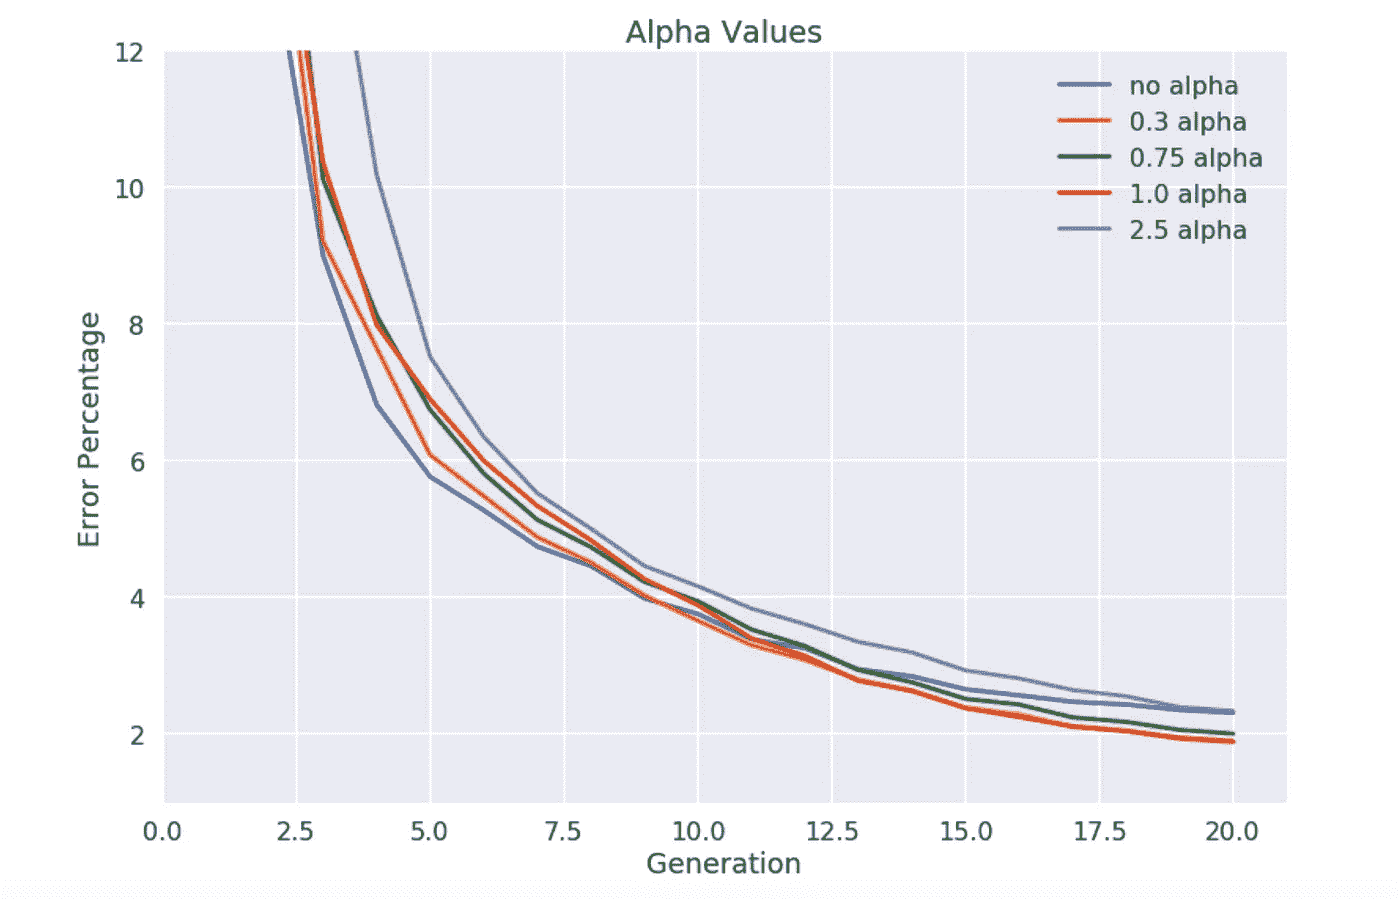 Alpha Values
12
10
8
6
4
2
Error Percentage
no alpha
0.3 alpha
0.75 alpha
1.0 alpha
2.5 alpha
0.0 2.5 5.0 7.5 10.0 12.5 15.0 17.5 20.0
Generation